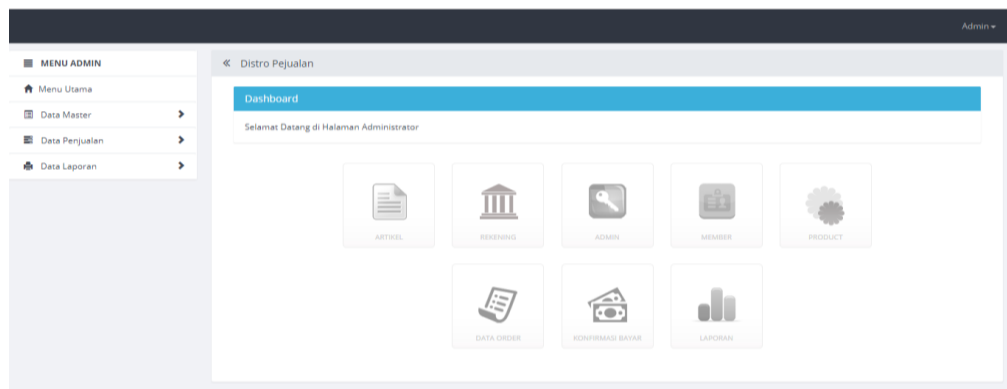 Admin
MENU ADMIN
Menu Utama
Data Master
Data Penjualan
Data Laporan
Distro Pejualan
Dashboard
Selamat Datang di Halaman Administrator
ARTIKEL
REKENING
ADMIN
MEMBER
PRODUCT
DATA ORDER
KONFIRMASI BAYAR
LAPORAN